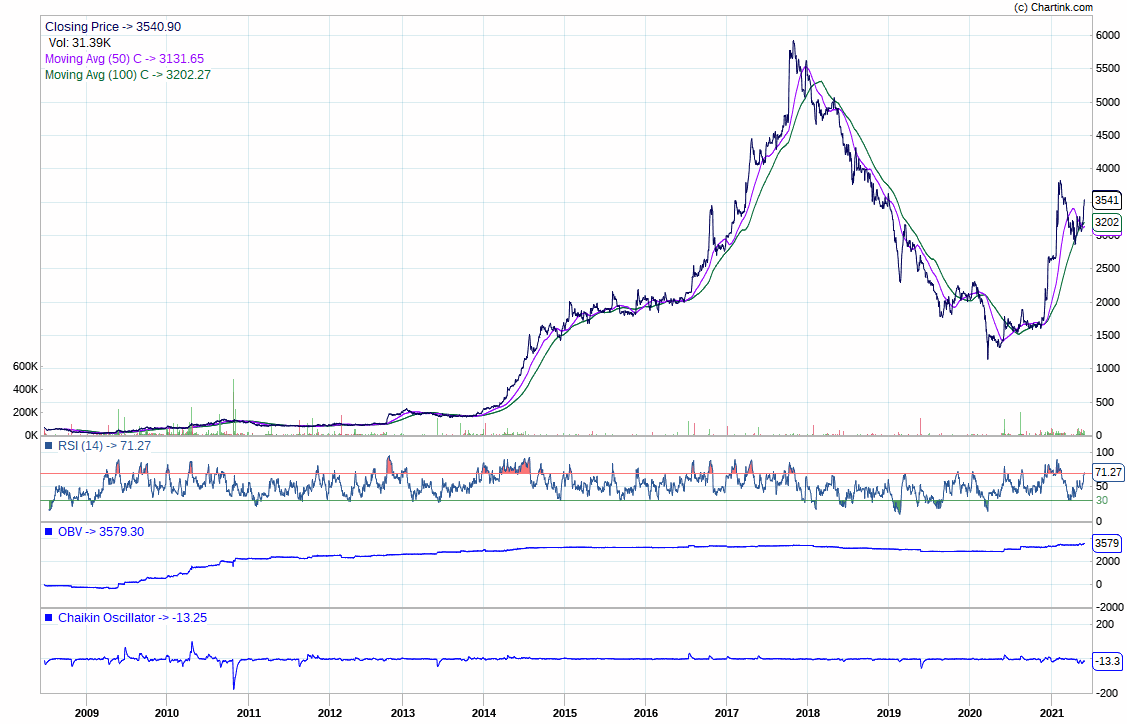 (c) Chartink.com
Closing Price -> 3540.90
Vol: 31.39K
Moving Avg (50) C -> 3131.65
Moving Avg (100) C -> 3202.27
6000
5500
5000
4500
4000
3541
3202
3000
2500
2000
1500
1000
500
0
600K
400K
200K
0K
RSI (14) -> 71.27
100
71.27
50
30
0
OBV -> 3579.30
3579
2000
0
-2000
Chaikin Oscillator -> -13.25
200
-13.3
-200
2009 2010 2011 2012 2013 2014 2015 2016 2017 2018 2019 2020 2021